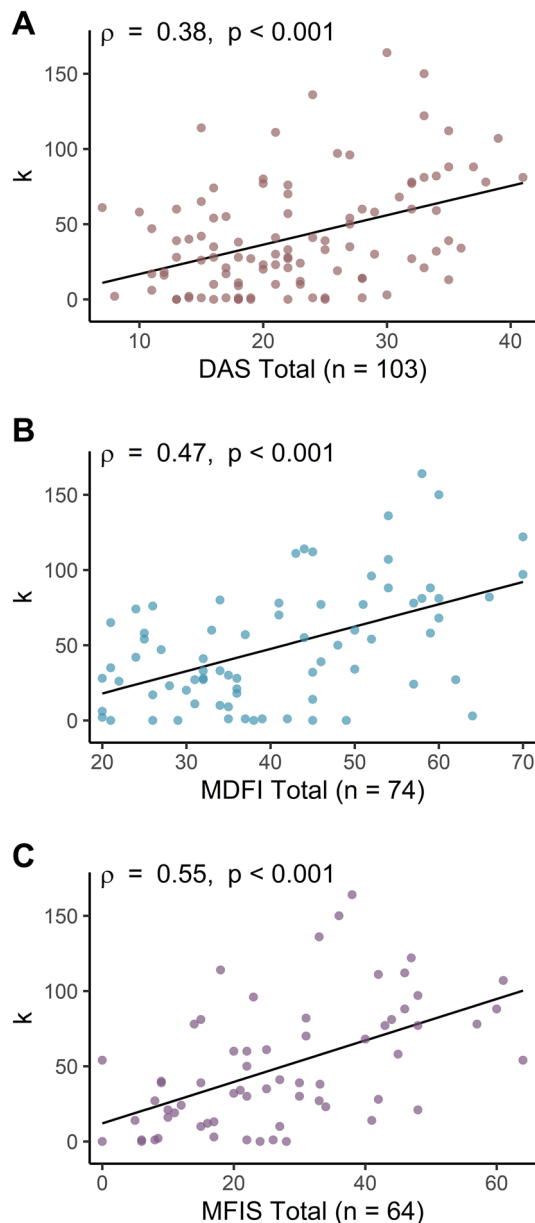 A
ρ = 0.38, p < 0.001
150
100
50
0
k
10 20 30 40
DAS Total (n = 103)
B
ρ = 0.47, p < 0.001
150
100
50
0
k
20 30 40 50 60 70
MDFI Total (n = 74)
C
ρ = 0.55, p < 0.001
150
100
50
0
k
0 20 40 60
MFIS Total (n = 64)